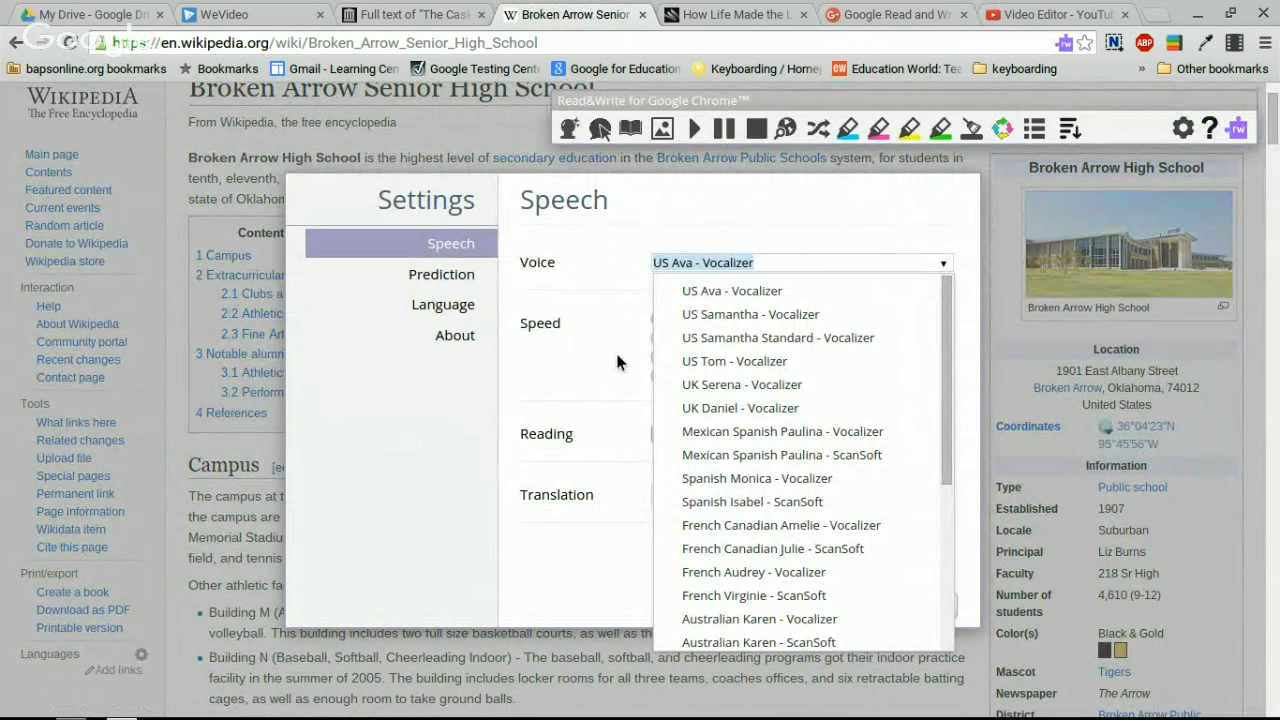 My Drive - Google Dri
WeVideo
Full text of "The Cask
Broken Arrow Senior
How Life Made the L
Google Read and Wr
Video Editor - YouTu
Google
https://en.wikipedia.org/wiki/Broken_Arrow_Senior_High_School
bapsonline.org bookmarks
Bookmarks
Gmail - Learning Cen
Google Testing Cente
Google for Education
Keyboarding / Home
Education World: Tea
keyboarding
»
Other bookmarks
WIKIPEDIA
The Free Encyclopedia
Main page
Contents
Featured content
Current events
Random article
Donate to Wikipedia
Wikipedia store
Interaction
Help
About Wikipedia
Community portal
Recent changes
Contact page
Tools
What links here
Related changes
Upload file
Special pages
Permanent link
Page information
Wikidata item
Cite this page
Print/export
Create a book
Download as PDF
Printable version
Languages
Add links
Broken Arrow Senior High School
From Wikipedia, the free encyclopedia
Read&Write for Google Chrome™
Broken Arrow High School is the highest level of secondary education in the Broken Arrow Public Schools system, for students in
tenth, eleventh,
state of Oklahom
Content
1 Campus
2 Extracurricular
2.1 Clubs a
2.2 Athletic
2.3 Fine Art
3 Notable alumn
3.1 Athletic
3.2 Perform
4 References
Campus [e
The campus at t
the campus are
Memorial Stadiu
field, and tennis
Other athletic fa
Building M (A
volleyball. This building includes two full size basketball courts, as well as th
Building N (Baseball, Softball, Cheerleading Indoor) - The baseball, softball, and cheerleading programs got their indoor practice
facility in the summer of 2005. The building includes locker rooms for all three teams, coaches offices, and six retractable batting
cages, as well as enough room to take ground balls.
Settings
Speech
Prediction
Language
About
Speech
Voice
US Ava - Vocalizer
Speed
Reading
Translation
US Ava - Vocalizer
US Samantha - Vocalizer
US Samantha Standard - Vocalizer
US Tom - Vocalizer
UK Serena - Vocalizer
UK Daniel - Vocalizer
Mexican Spanish Paulina - Vocalizer
Mexican Spanish Paulina - ScanSoft
Spanish Monica - Vocalizer
Spanish Isabel - ScanSoft
French Canadian Amelie - Vocalizer
French Canadian Julie - ScanSoft
French Audrey - Vocalizer
French Virginie - ScanSoft
Australian Karen - Vocalizer
Australian Karen - ScanSoft
Broken Arrow High School
Broken Arrow High School
Location
1901 East Albany Street
Broken Arrow, Oklahoma, 74012
United States
Coordinates 36°04′23″N
95°45′56″W
Information
Type Public school
Established 1907
Locale Suburban
Principal Liz Burns
Faculty 218 Sr High
Number of 4,610 (9-12)
students
Color(s) Black & Gold
Mascot Tigers
Newspaper The Arrow
District Broken Arrow Public